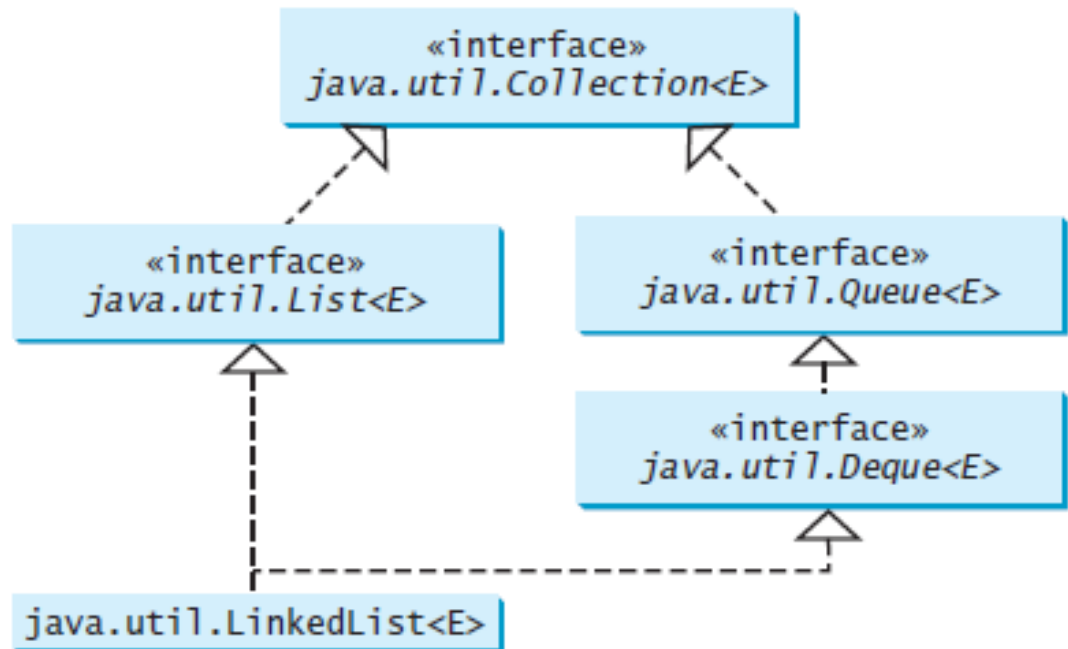 «interface»
java.util.Collection<E>
«interface»
java.util.List<E>
«interface»
java.util.Queue<E>
«interface»
java.util.Deque<E>
java.util.LinkedList<E>